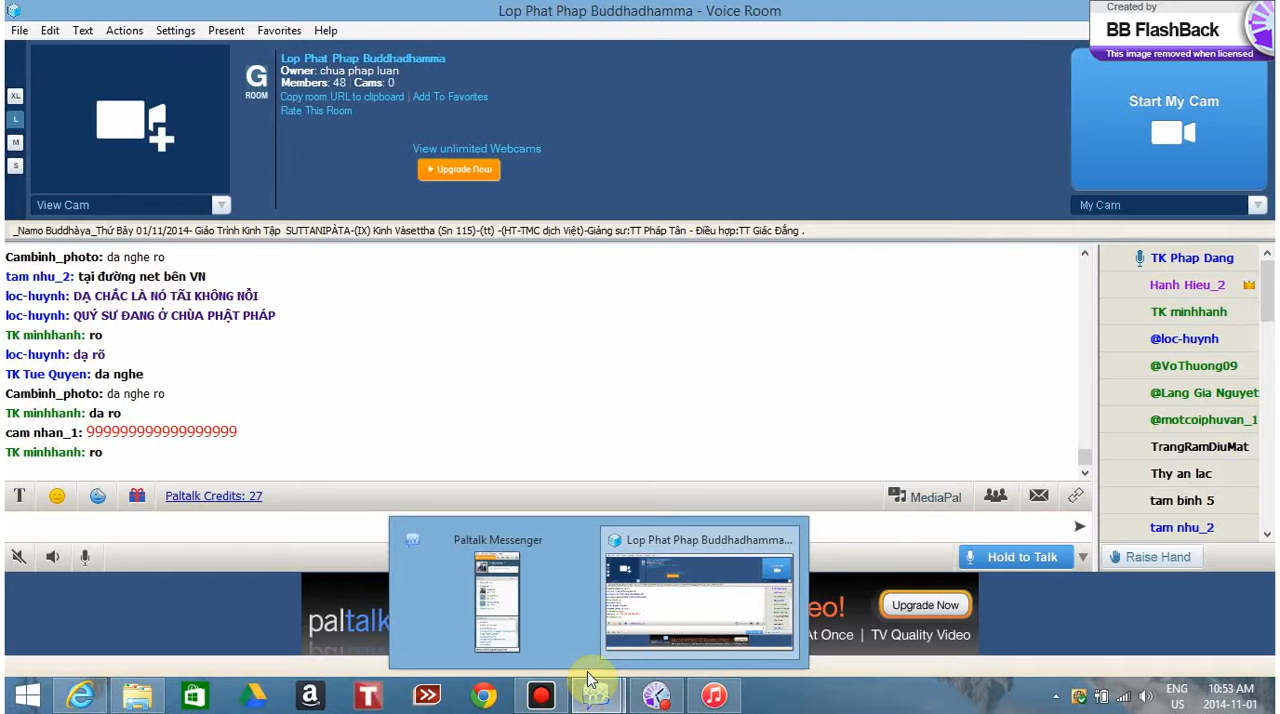 Lop Phat Phap Buddhadhamma - Voice Room
Created by
BB FlashBack
This image removed when licensed
File Edit Text Actions Settings Present Favorites Help
XL
L
M
S
G
ROOM
Lop Phat Phap Buddhadhamma
Owner: chua phap luan
Members: 48 | Cams: 0
Copy room URL to clipboard | Add To Favorites
Rate This Room
View unlimited Webcams
Upgrade Now
Start My Cam
View Cam
My Cam
_Namo Buddhàya_Thứ Bảy 01/11/2014- Giáo Trình Kinh Tập SUTTANIPÂTA-(IX) Kinh Vàsettha (Sn 115)-(tt) -(HT-TMC dịch Việt)-Giảng sư:TT Pháp Tân - Điều hợp:TT Giác Đẳng .
Cambinh_photo: da nghe ro
tam nhu_2: tại đường net bên VN
loc-huynh: DẠ CHẮC LÀ NÓ TÃI KHÔNG NỖI
loc-huynh: QUÝ SƯ ĐANG Ở CHÙA PHẬT PHÁP
TK minhhanh: ro
loc-huynh: dạ rõ
TK Tue Quyen: da nghe
Cambinh_photo: da nghe ro
TK minhhanh: da ro
cam nhan_1: 999999999999999999
TK minhhanh: ro
TK Phap Dang
Hanh Hieu_2
TK minhhanh
@loc-huynh
@VoThuong09
@Lang Gia Nguyet
@motcoiphuvan_1
TrangRamDiuMat
Thy an lac
tam binh 5
tam nhu_2
T
Paltalk Credits: 27
MediaPal
Paltalk Messenger
Lop Phat Phap Buddhadhamma...
Hold to Talk
Raise Hand
paltalk
eo!
Upgrade Now
At Once | TV Quality Video
ENG
US
10:53 AM
2014-11-01